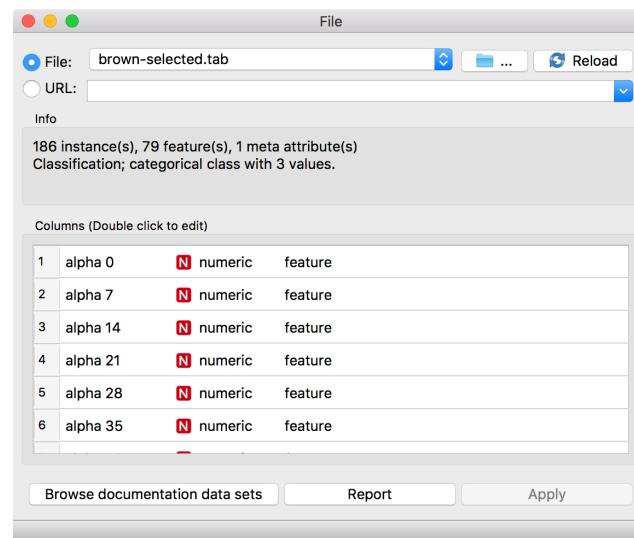 File
File: brown-selected.tab ... Reload
URL:
Info
186 instance(s), 79 feature(s), 1 meta attribute(s)
Classification; categorical class with 3 values.
Columns (Double click to edit)
1 alpha 0 N numeric feature
2 alpha 7 N numeric feature
3 alpha 14 N numeric feature
4 alpha 21 N numeric feature
5 alpha 28 N numeric feature
6 alpha 35 N numeric feature
Browse documentation data sets Report Apply